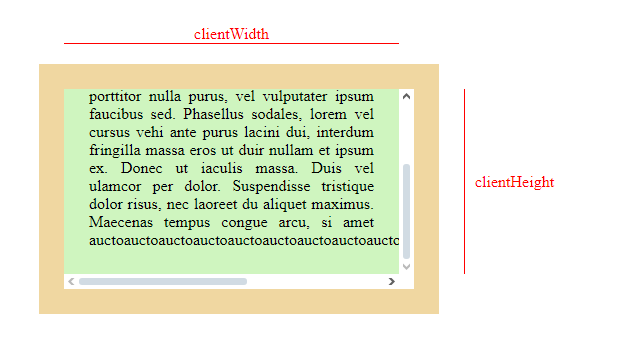 clientWidth
porttitor nulla purus, vel vulputater ipsum
faucibus sed. Phasellus sodales, lorem vel
cursus vehi ante purus lacini dui, interdum
fringilla massa eros ut duir nullam et ipsum
ex. Donec ut iaculis massa. Duis vel
ulamcor per dolor. Suspendisse tristique
dolor risus, nec laoreet du aliquet maximus.
Maecenas tempus congue arcu, si amet
auctoauctoauctoauctoauctoauctoauctoauctoaucto
clientHeight